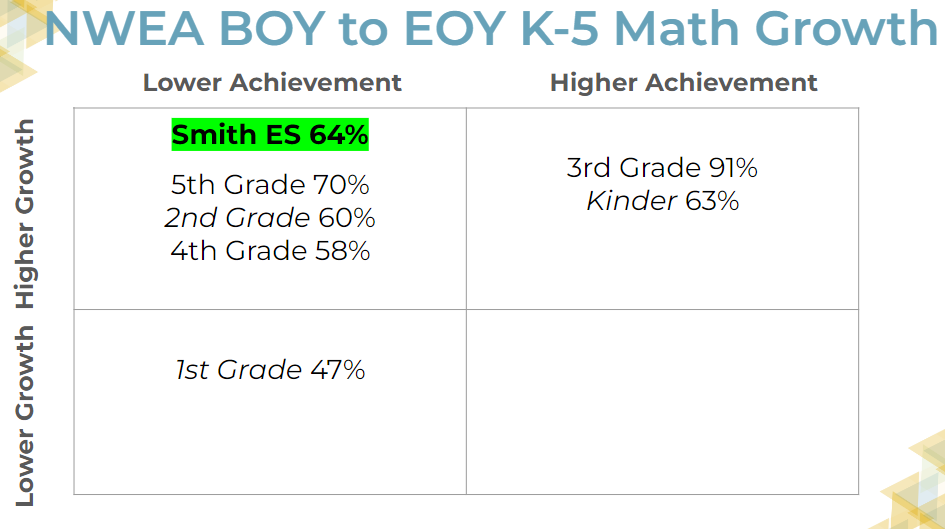 NWEA BOY to EOY K-5 Math Growth
Lower Achievement
Higher Achievement
Higher Growth
Smith ES 64%
5th Grade 70%
2nd Grade 60%
4th Grade 58%
3rd Grade 91%
Kinder 63%
Lower Growth
1st Grade 47%